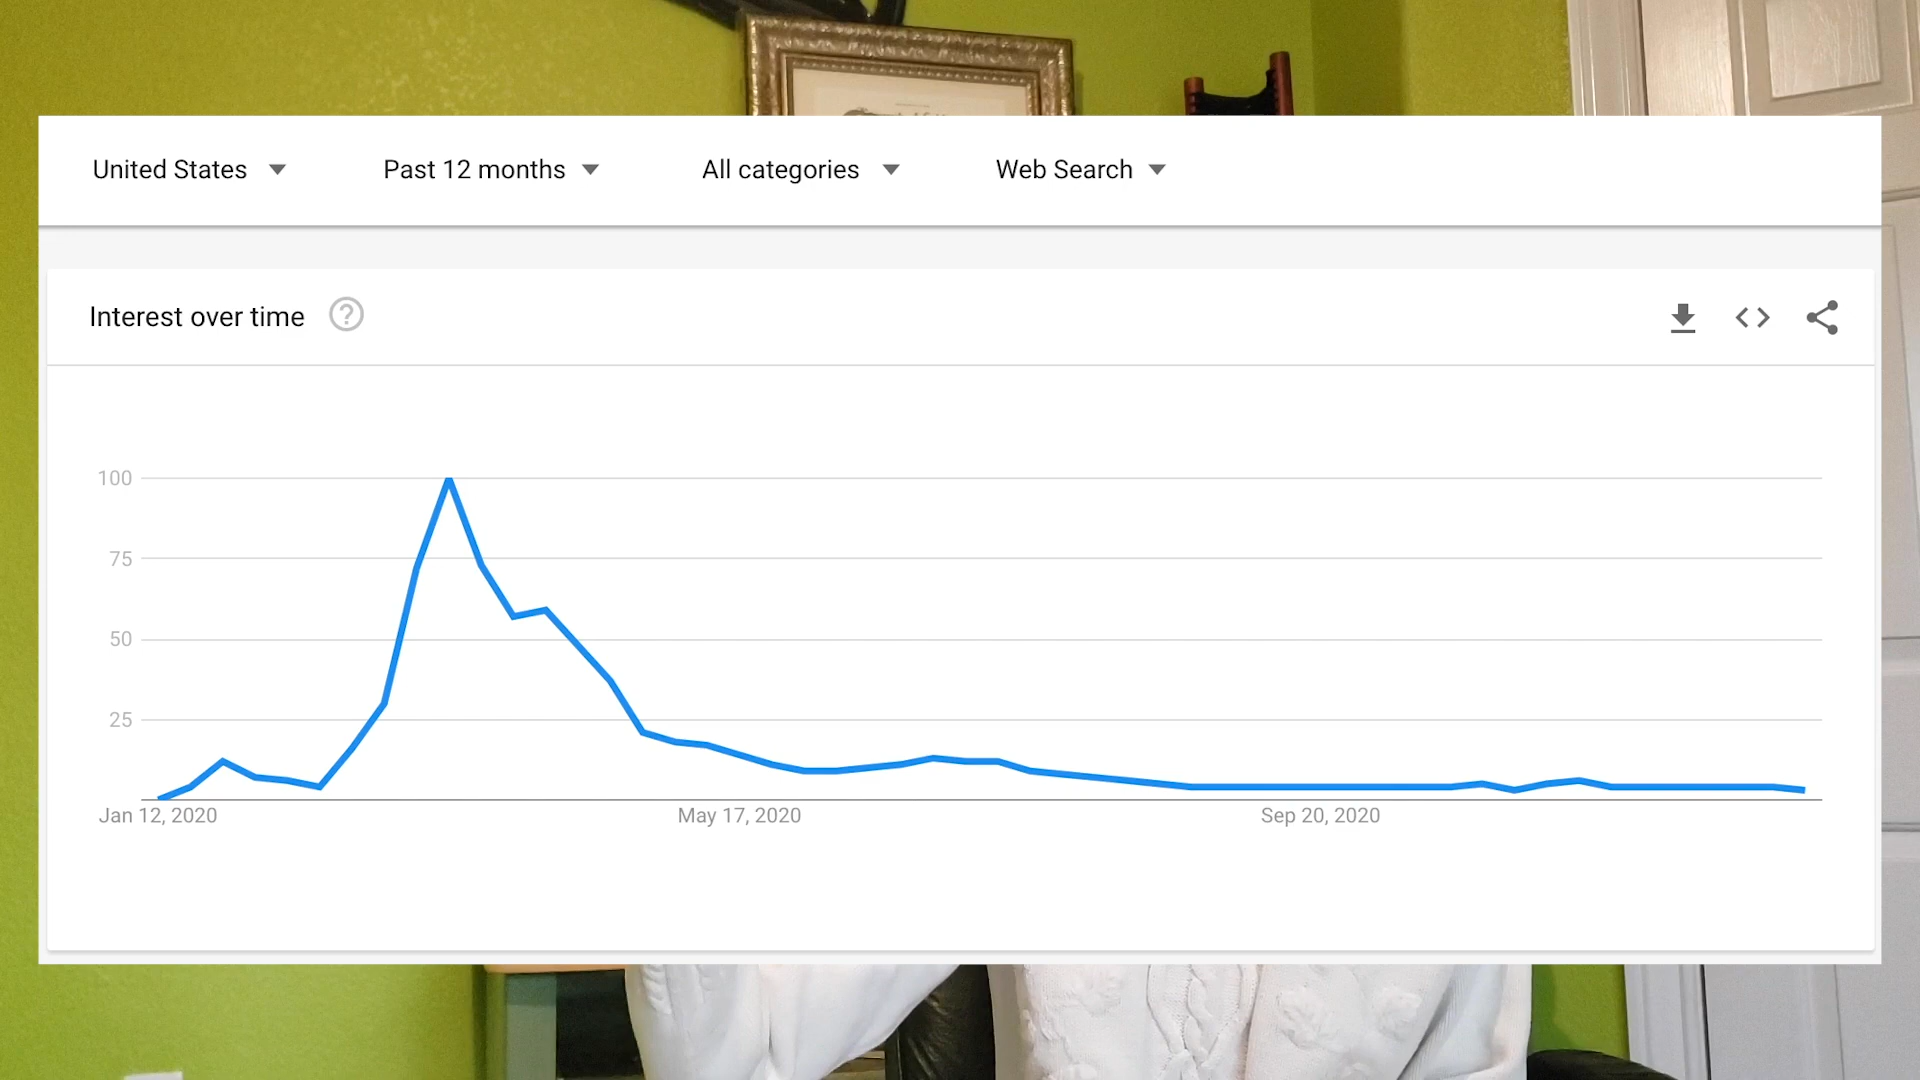 United States Past 12 months All categories Web Search
Interest over time ?
100
75
50
25
Jan 12, 2020 May 17, 2020 Sep 20, 2020